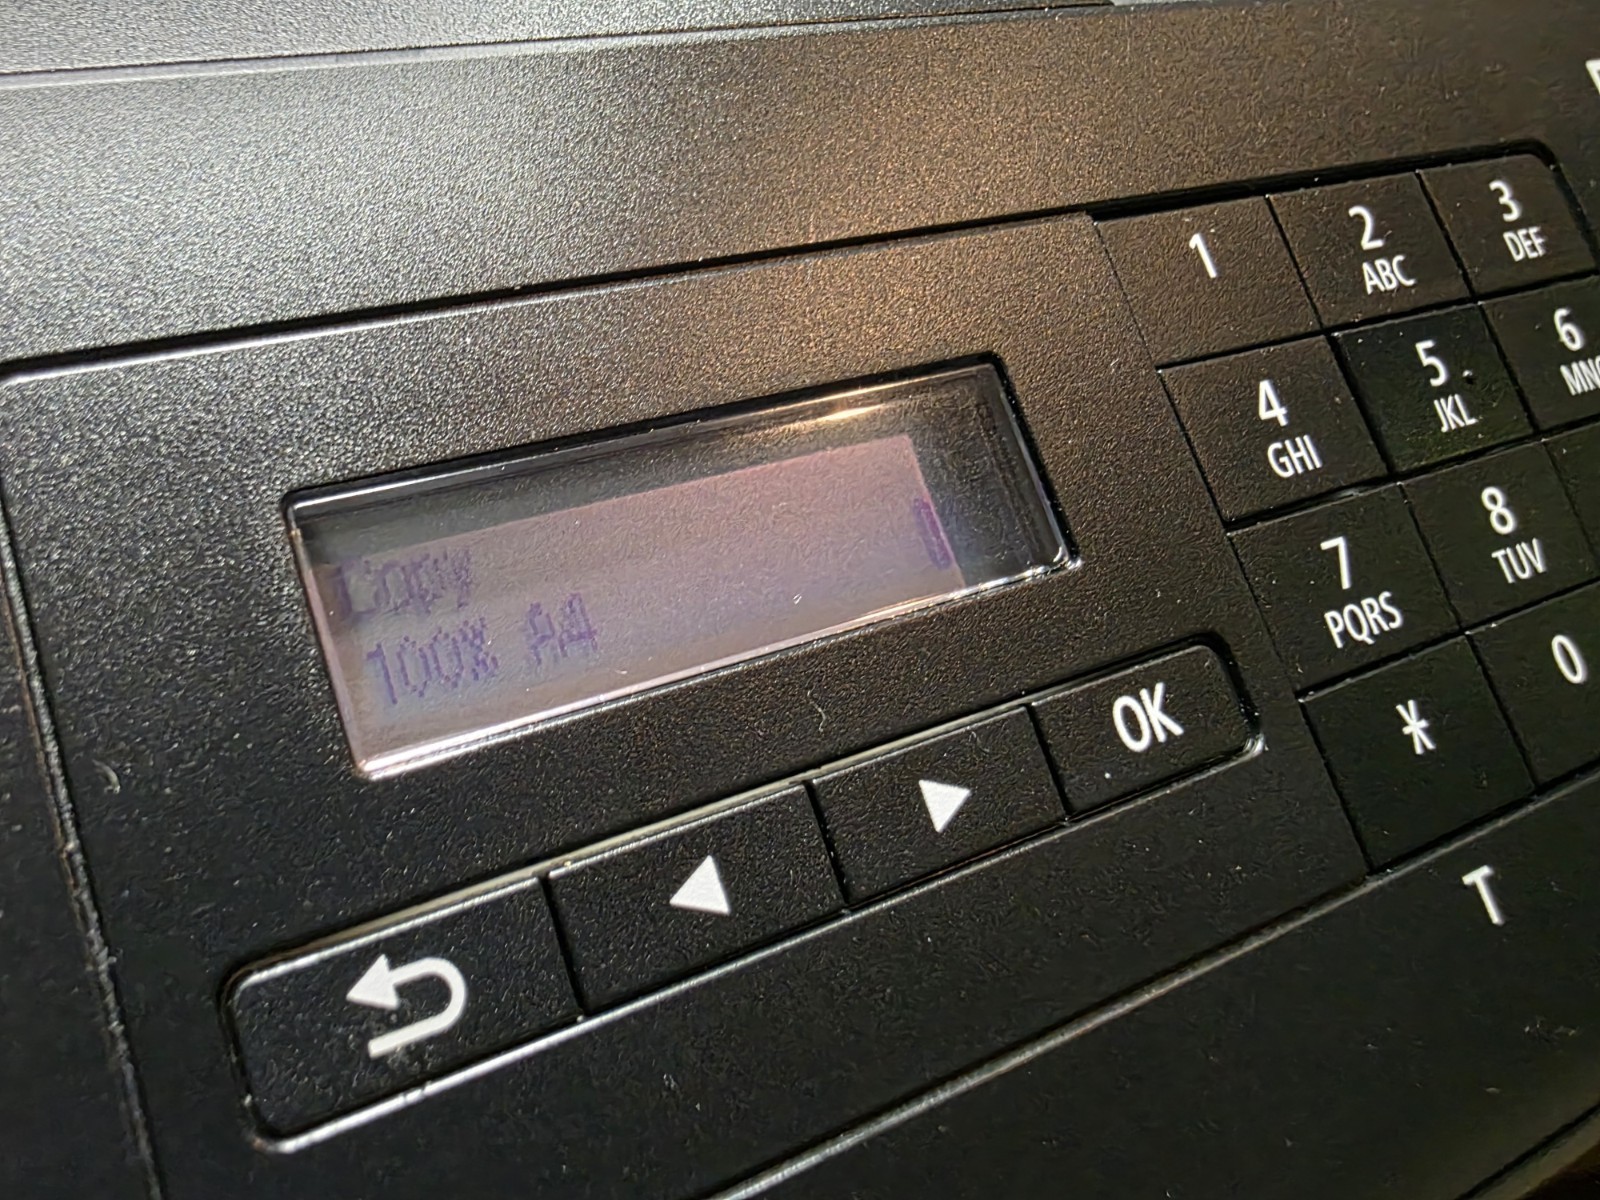 Copy
100% A4
OK
1
2
ABC
3
DEF
4
GHI
5
JKL
6
7
PQRS
8
TUV
*
0
T